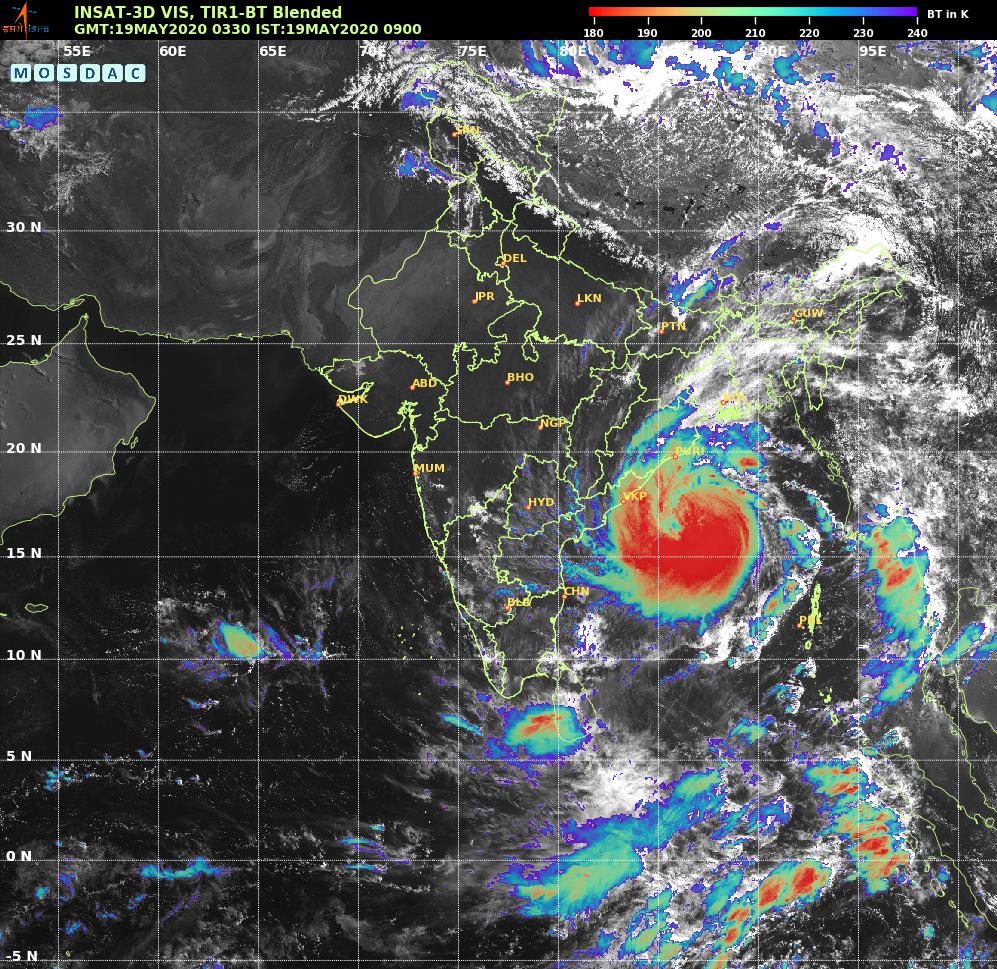 INSAT-3D VIS, TIR1-BT Blended
GMT:19MAY2020 0330 IST:19MAY2020 0900
BT in K
180 190 200 210 220 230 240
55E 60E 65E 70E 75E 80E 90E 95E
MOSDAC
SRN
30 N
DEL
JPR LKN
GUW
PTN
25 N
ABD BHO
DWK
NGP
20 N
PURI
MUM
VKP
HYD
15 N
BLR CHN
PBL
10 N
5 N
0 N
-5 N